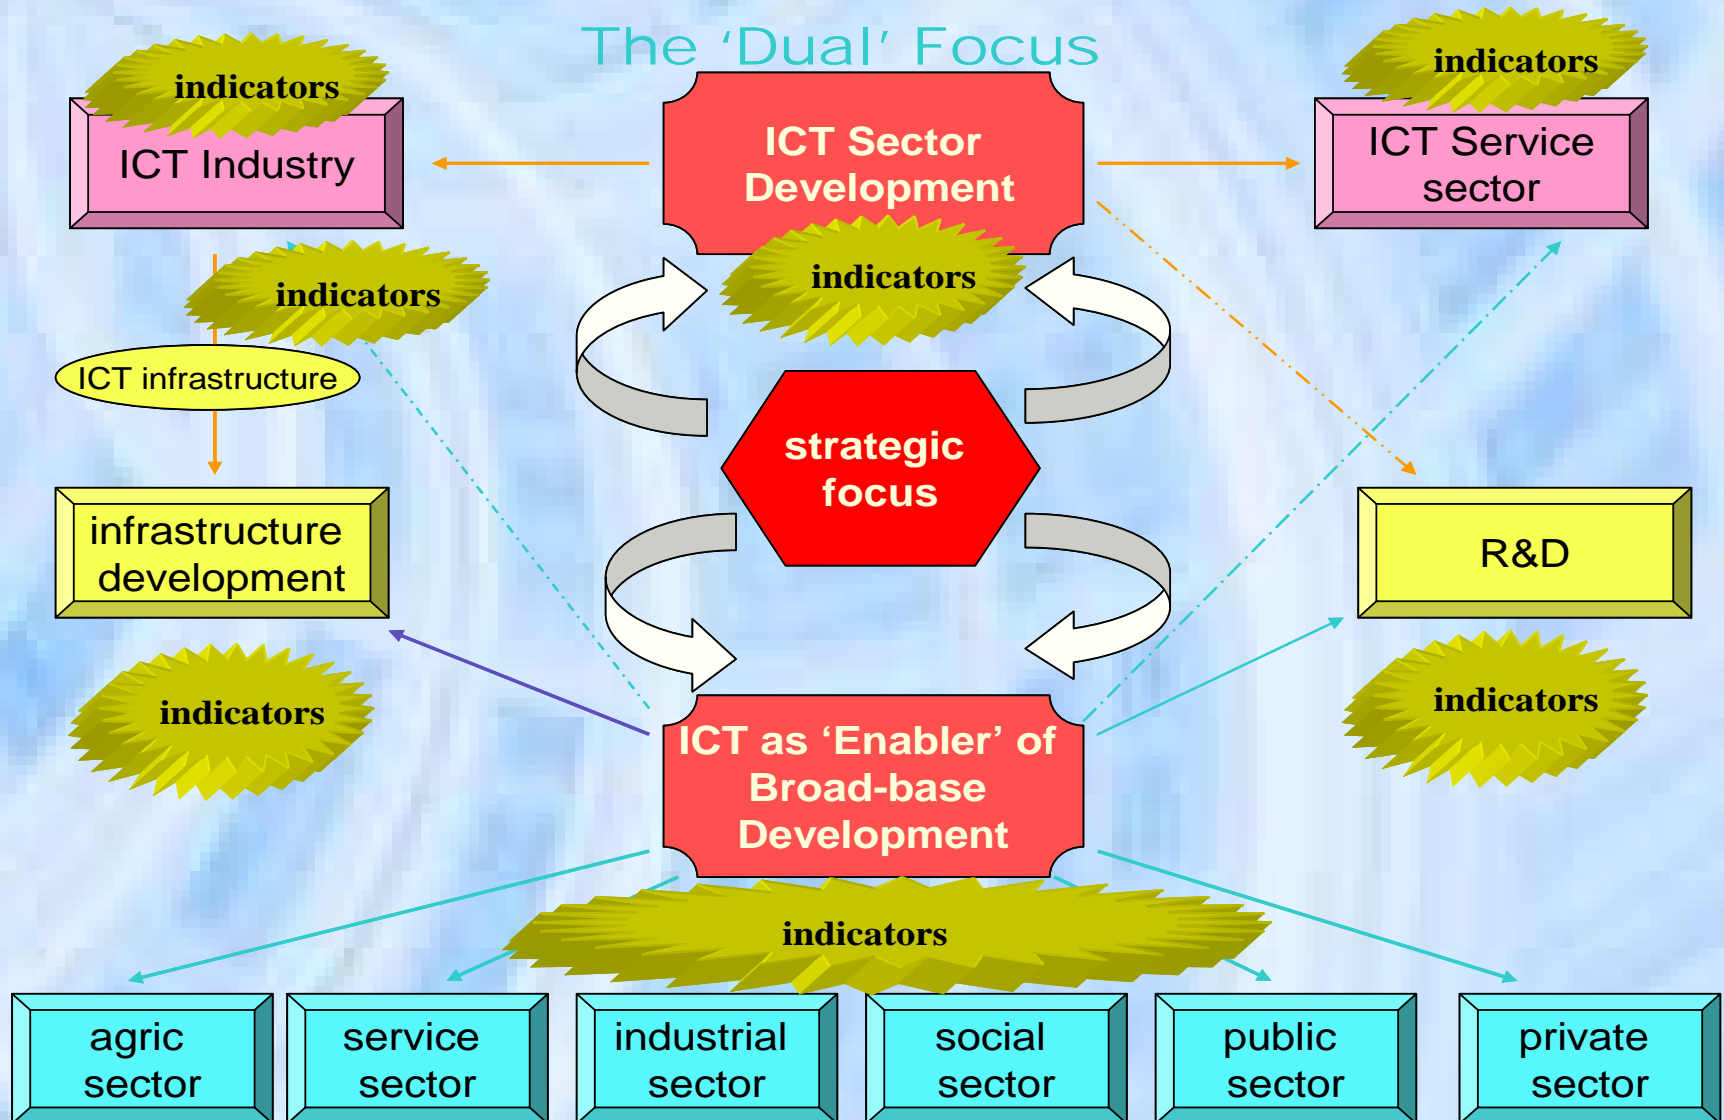 The ‘Dual’ Focus
indicators
indicators
ICT Industry
ICT Sector
Development
ICT Service
sector
indicators
indicators
ICT infrastructure
strategic
focus
infrastructure
development
R&D
indicators
indicators
ICT as ‘Enabler’ of
Broad-base
Development
indicators
agric
sector
service
sector
industrial
sector
social
sector
public
sector
private
sector